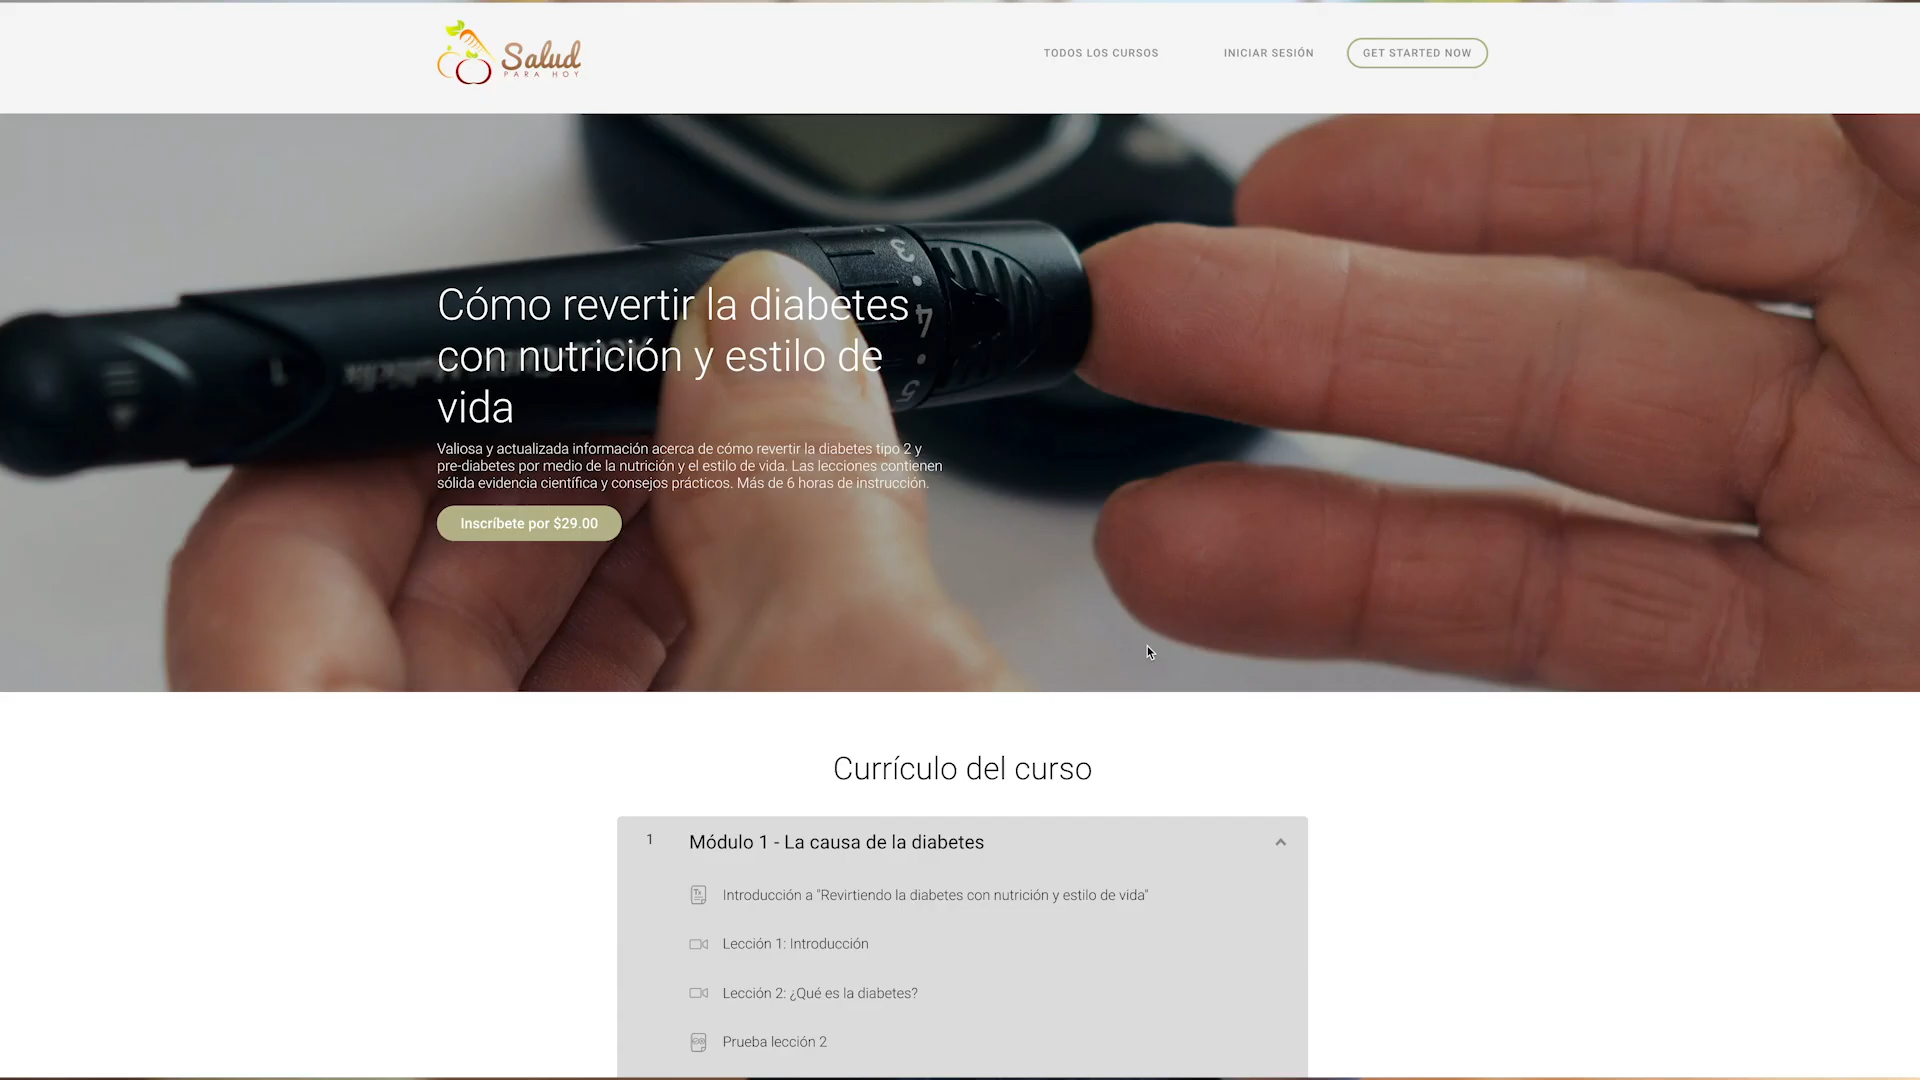 Salud
PARA HOY
TODOS LOS CURSOS
INICIAR SESIÓN
GET STARTED NOW
3
4
5
1
Cómo revertir la diabetes
con nutrición y estilo de
vida
Valiosa y actualizada información acerca de cómo revertir la diabetes tipo 2 y
pre-diabetes por medio de la nutrición y el estilo de vida. Las lecciones contienen
sólida evidencia científica y consejos prácticos. Más de 6 horas de instrucción.
Inscríbete por $29.00
Currículo del curso
1
Módulo 1 - La causa de la diabetes
Introducción a "Revirtiendo la diabetes con nutrición y estilo de vida"
Lección 1: Introducción
Lección 2: ¿Qué es la diabetes?
Prueba lección 2